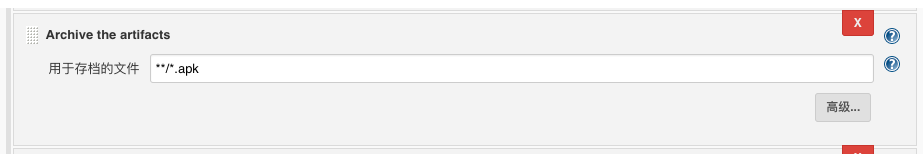 X
Archive the artifacts
用于存档的文件 **/*.apk
高级...